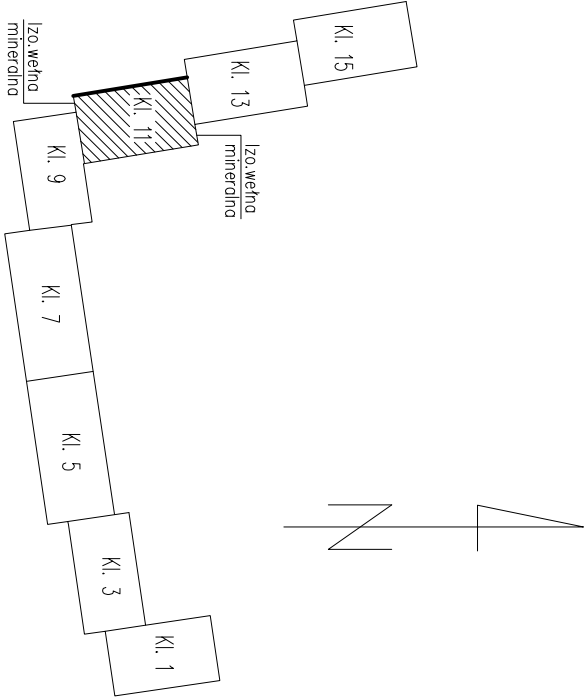 Kl. 15
Kl. 13
Kl. 11
Izo.wełna
mineralna
Izo.wełna
mineralna
Kl. 9
Kl. 7
Kl. 5
Kl. 3
Kl. 1
N